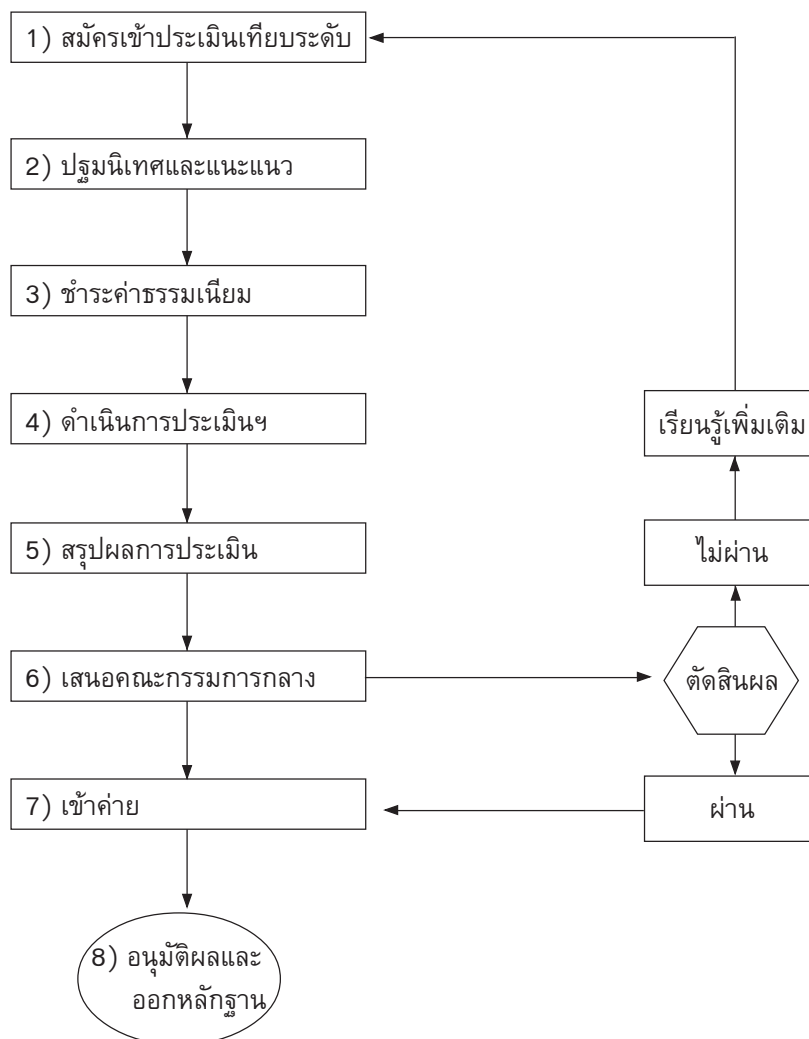 1) สมัครเข้าประเมินเทียบระดับ
2) ปฐมนิเทศและแนะแนว
3) ชำระค่าธรรมเนียม
4) ดำเนินการประเมินฯ
เรียนรู้เพิ่มเติม
5) สรุปผลการประเมิน
ไม่ผ่าน
6) เสนอคณะกรรมการกลาง
ตัดสินผล
7) เข้าค่าย
ผ่าน
8) อนุมัติผลและ
ออกหลักฐาน